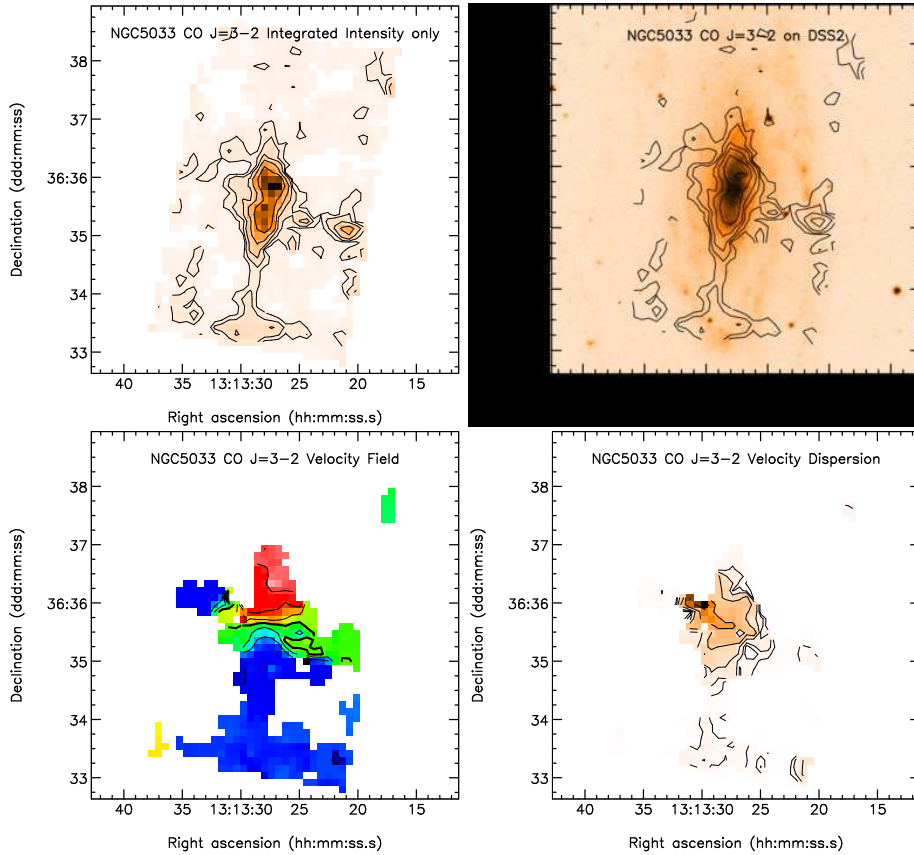 NGC5033 CO J=3-2 Integrated Intensity only
38
37
36:36
35
34
33
Declination (ddd:mm:ss)
40 35 13:13:30 25 20
Right ascension (hh:mm:ss.s)
NGC5033 CO J=3-2 on DSS2
NGC5033 CO J=3-2 Velocity Field
38
37
36:36
35
34
33
Declination (ddd:mm:ss)
40 35 13:13:30 25 20
Right ascension (hh:mm:ss.s)
NGC5033 CO J=3-2 Velocity Dispersion
38
37
36:36
35
34
33
Declination (ddd:mm:ss)
40 35 13:13:30 25 20
Right ascension (hh:mm:ss.s)